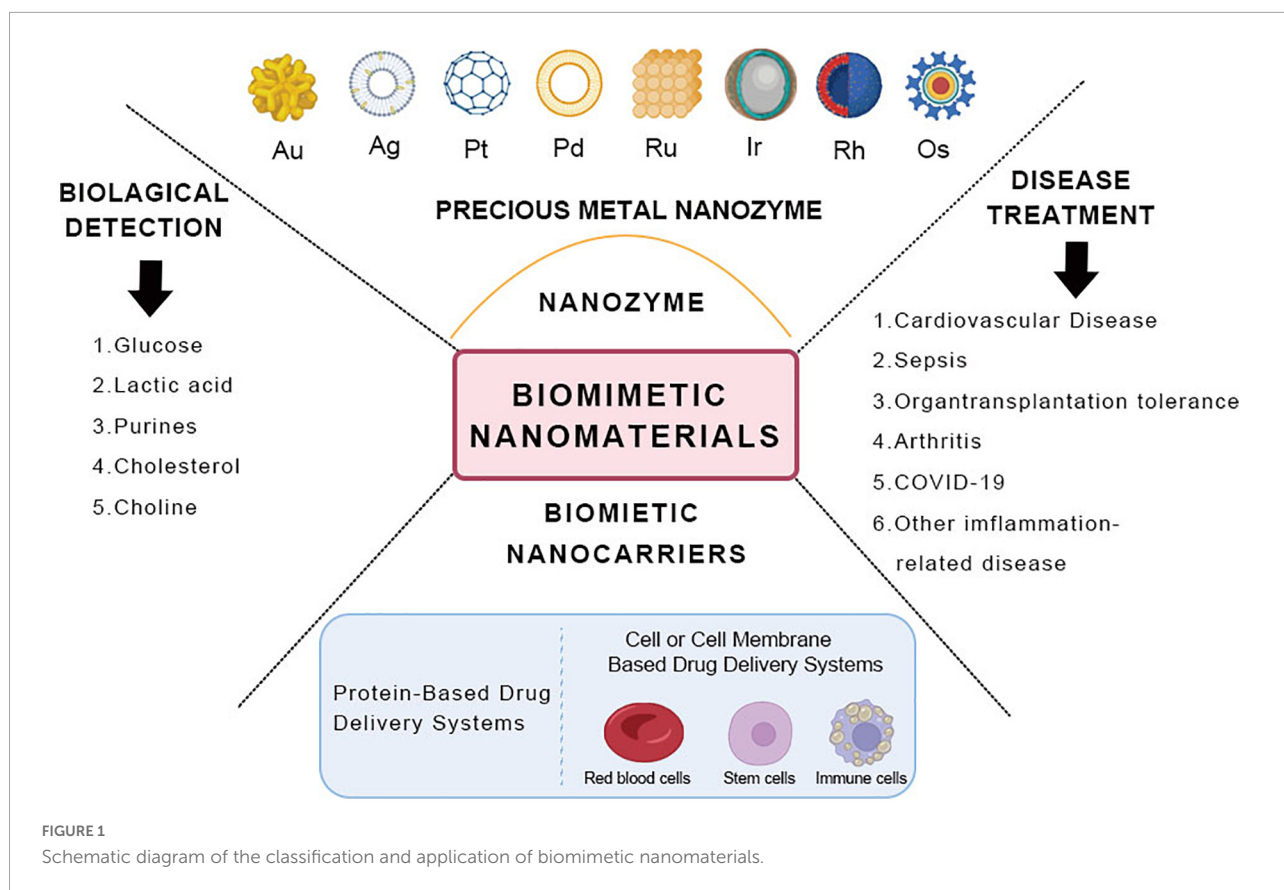 Au Ag Pt Pd Ru Ir Rh Os
PRECIOUS METAL NANOZYME
NANOZYME
BIOLAGICAL
DETECTION
1.Glucose
2.Lactic acid
3.Purines
4.Cholesterol
5.Choline
BIOMIMETIC
NANOMATERIALS
DISEASE
TREATMENT
1.Cardiovascular Disease
2.Sepsis
3.Organtransplantation tolerance
4.Arthritis
5.COVID-19
6.Other imflammation-
related disease
BIOMIETIC
NANOCARRIERS
Protein-Based Drug
Delivery Systems
Cell or Cell Membrane
Based Drug Delivery Systems
Red blood cells
Stem cells
Immune cells
FIGURE 1
Schematic diagram of the classification and application of biomimetic nanomaterials.